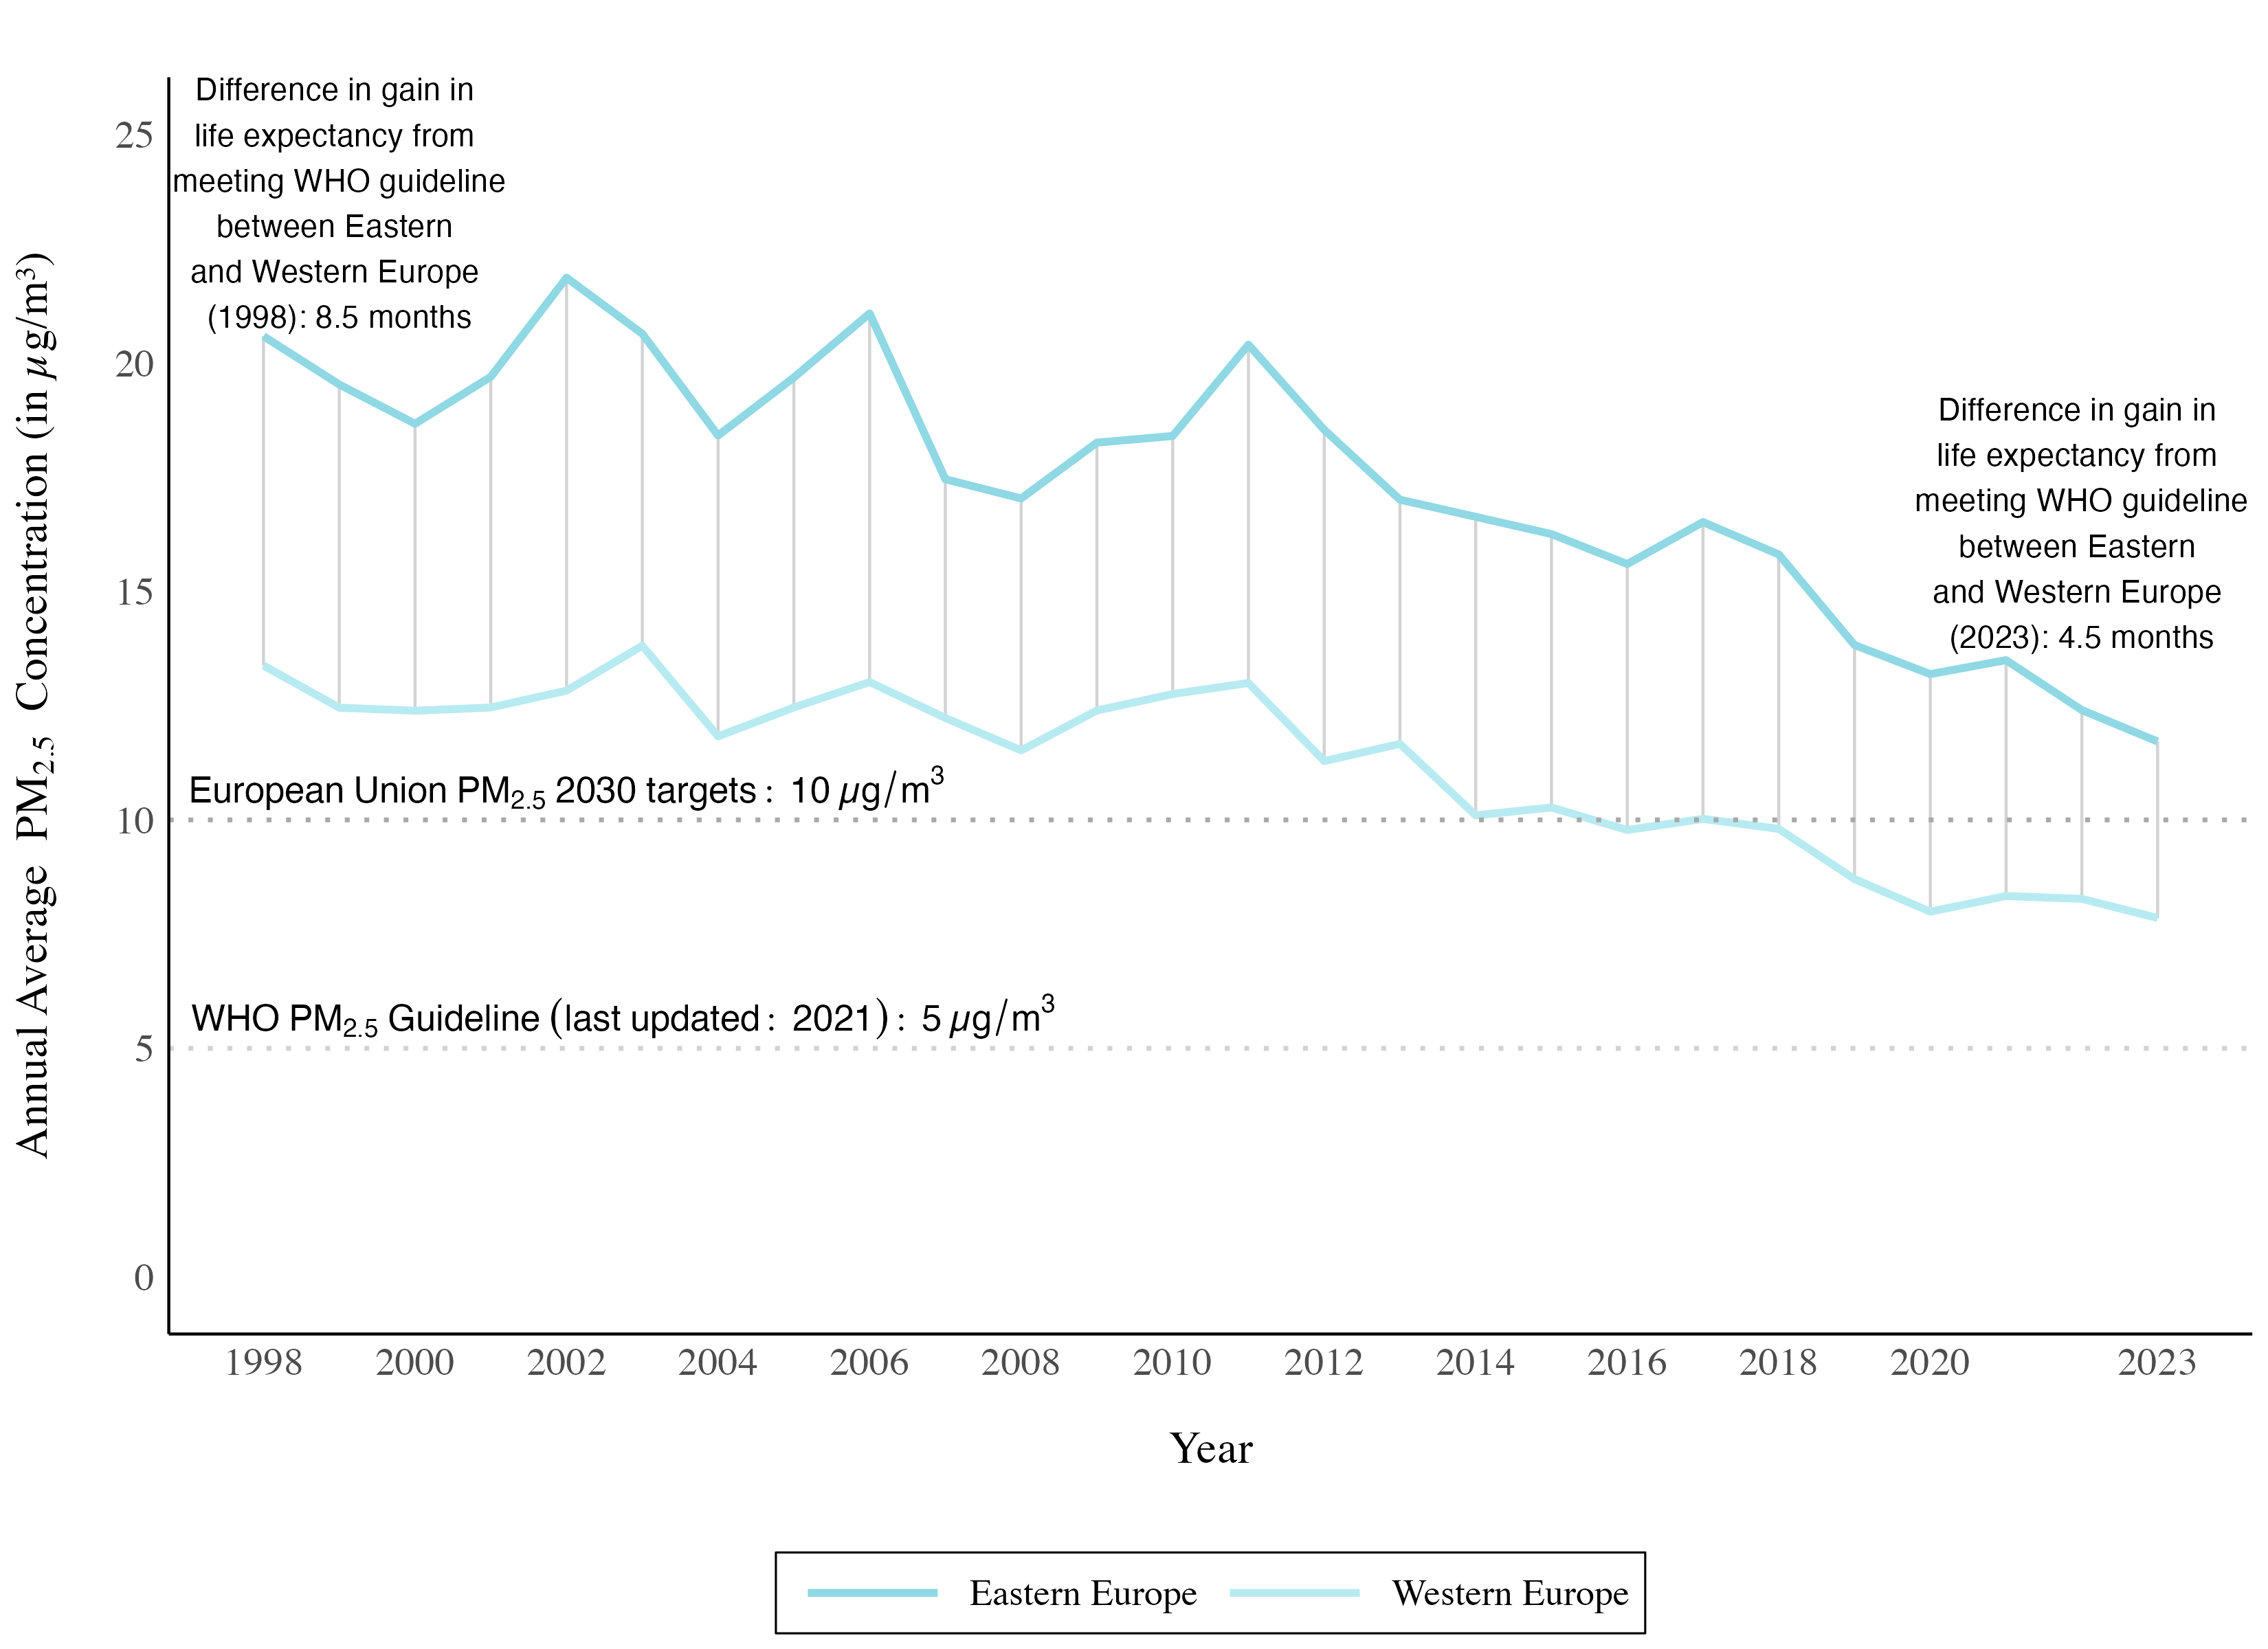 Difference in gain in
life expectancy from
meeting WHO guideline
between Eastern
and Western Europe
(1998): 8.5 months
Difference in gain in
life expectancy from
meeting WHO guideline
between Eastern
and Western Europe
(2023): 4.5 months
European Union PM2.5 2030 targets: 10 µg/m³
WHO PM2.5 Guideline (last updated: 2021): 5 µg/m³
Annual Average PM2.5 Concentration (in µg/m³)
25
20
15
10
5
0
1998 2000 2002 2004 2006 2008 2010 2012 2014 2016 2018 2020 2023
Year
Eastern Europe Western Europe